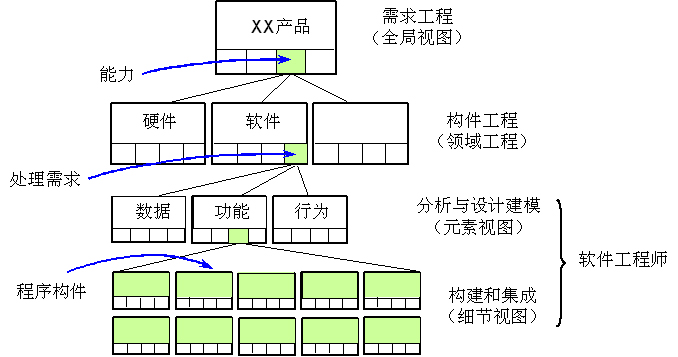 XX产品
需求工程
（全局视图）
能力
硬件
软件
构件工程
（领域工程）
处理需求
数据
功能
行为
分析与设计建模
（元素视图）
软件工程师
程序构件
构建和集成
（细节视图）